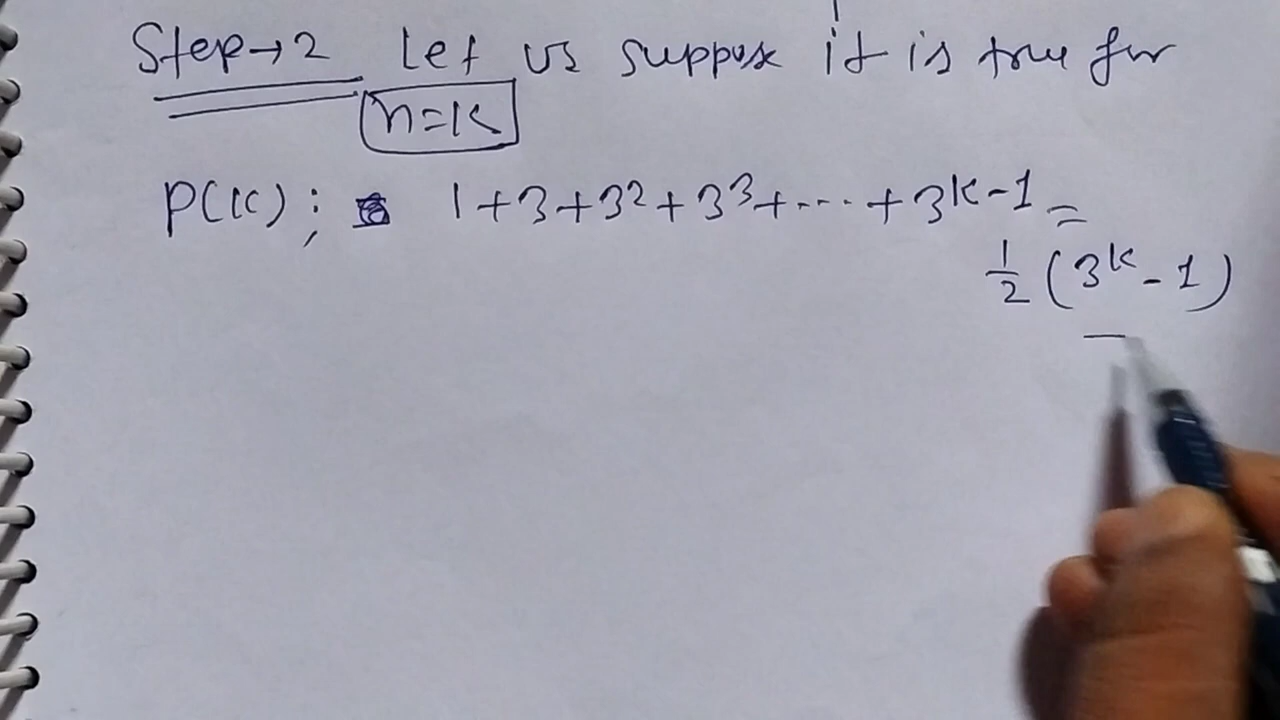 Step→2 Let us suppose it is true for
n=k
P(k): 1+3+3²+3³+....+3^{k-1} =
1/2 (3^k - 1)